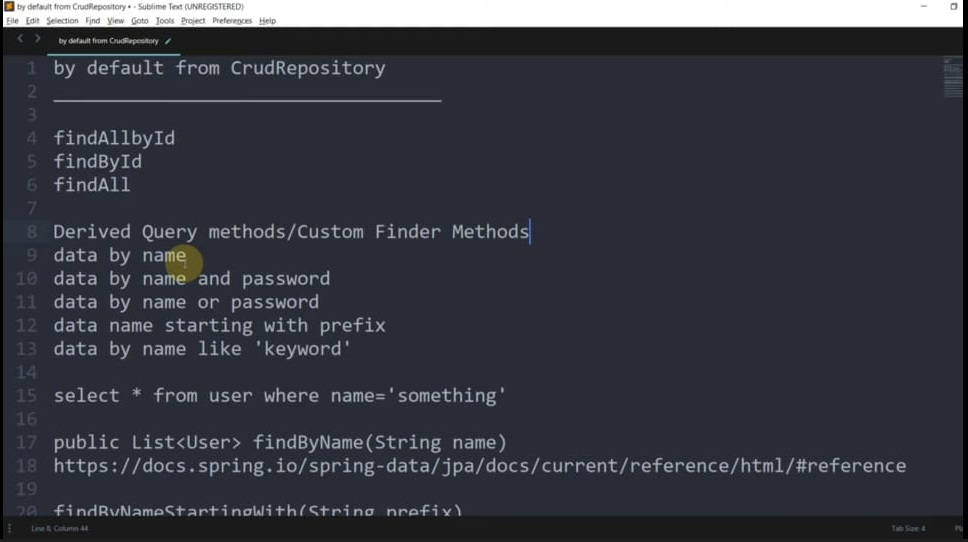 by default from CrudRepository • - Sublime Text (UNREGISTERED)
File Edit Selection Find View Goto Tools Project Preferences Help
by default from CrudRepository
1 by default from CrudRepository
2 ___________________________________
3
4 findAllbyId
5 findById
6 findAll
7
8 Derived Query methods/Custom Finder Methods
9 data by name
10 data by name and password
11 data by name or password
12 data name starting with prefix
13 data by name like 'keyword'
14
15 select * from user where name='something'
16
17 public List<User> findByName(String name)
18 https://docs.spring.io/spring-data/jpa/docs/current/reference/html/#reference
19
20 findByNameStartingWith(String prefix)
Line 8, Column 44
Tab Size: 4